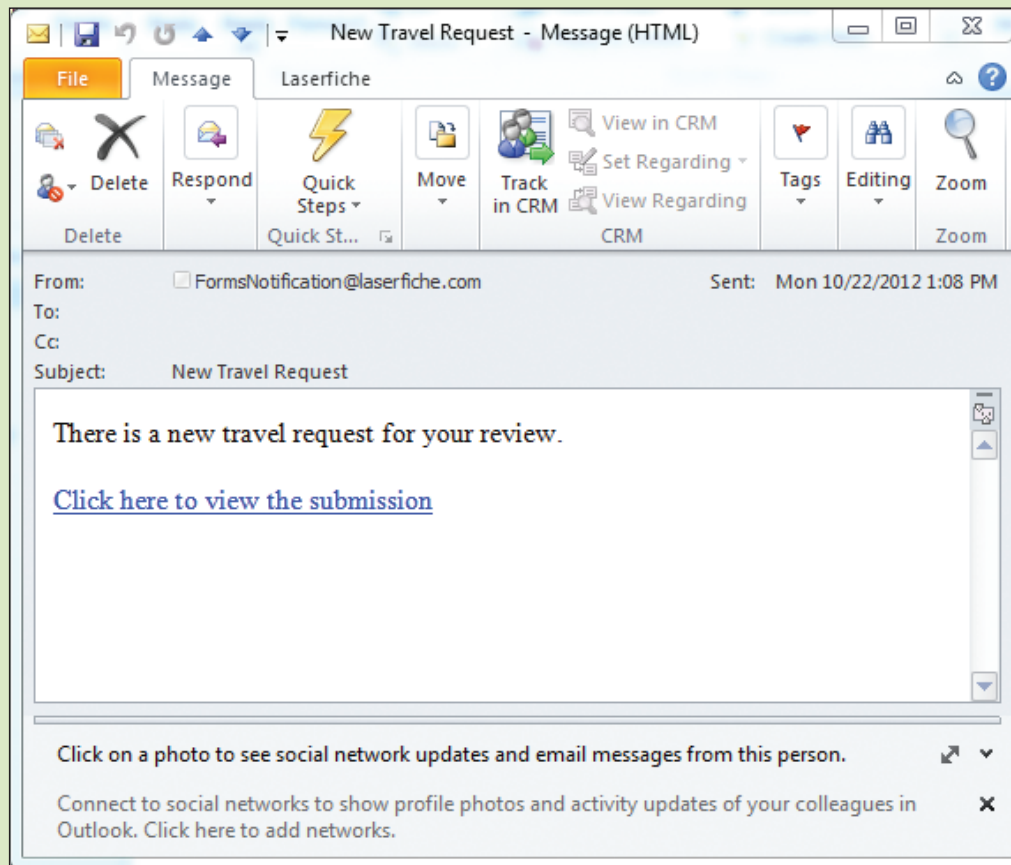 New Travel Request - Message (HTML)
File Message Laserfiche
Delete Respond Quick Steps Move Track in CRM View in CRM Set Regarding View Regarding Tags Editing Zoom
Delete Quick St... CRM Zoom
From: FormsNotification@laserfiche.com Sent: Mon 10/22/2012 1:08 PM
To:
Cc:
Subject: New Travel Request
There is a new travel request for your review.
Click here to view the submission
Click on a photo to see social network updates and email messages from this person.
Connect to social networks to show profile photos and activity updates of your colleagues in
Outlook. Click here to add networks.